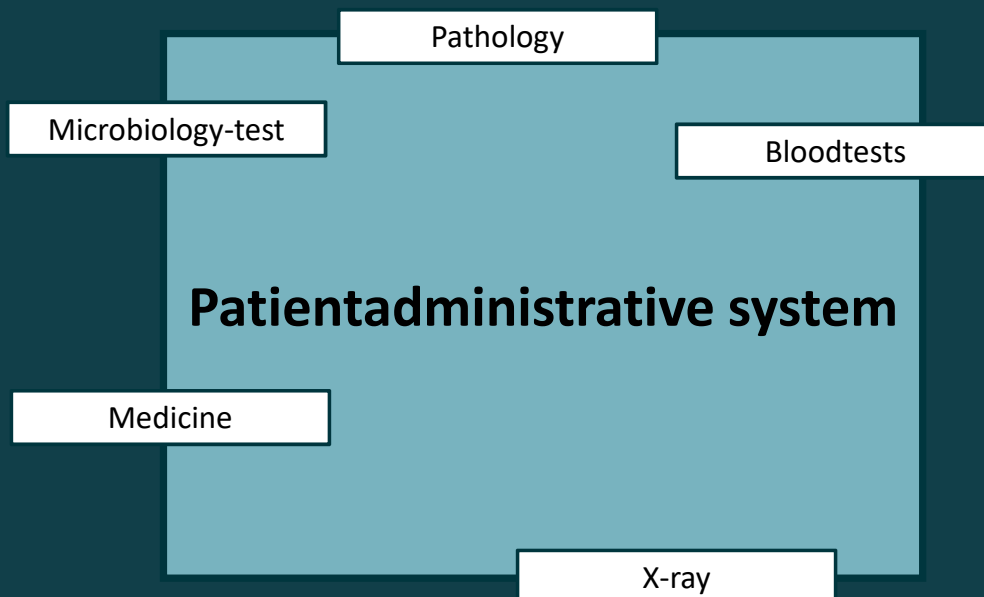 Pathology
Microbiology-test
Bloodtests
Patientadministrative system
Medicine
X-ray